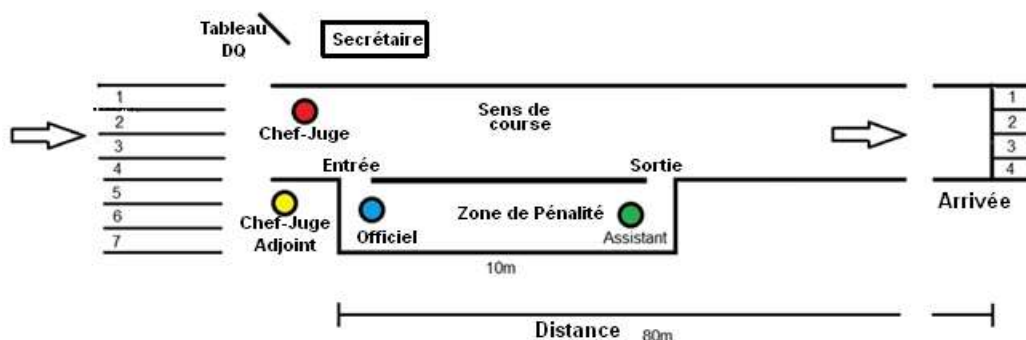 Tableau
DQ
Secrétaire
1
2
3
4
5
6
7
Chef-Juge
Sens de
course
1
2
3
4
Entrée
Sortie
Arrivée
Chef-Juge
Adjoint
Officiel
Zone de Pénalité
Assistant
10m
Distance
80m